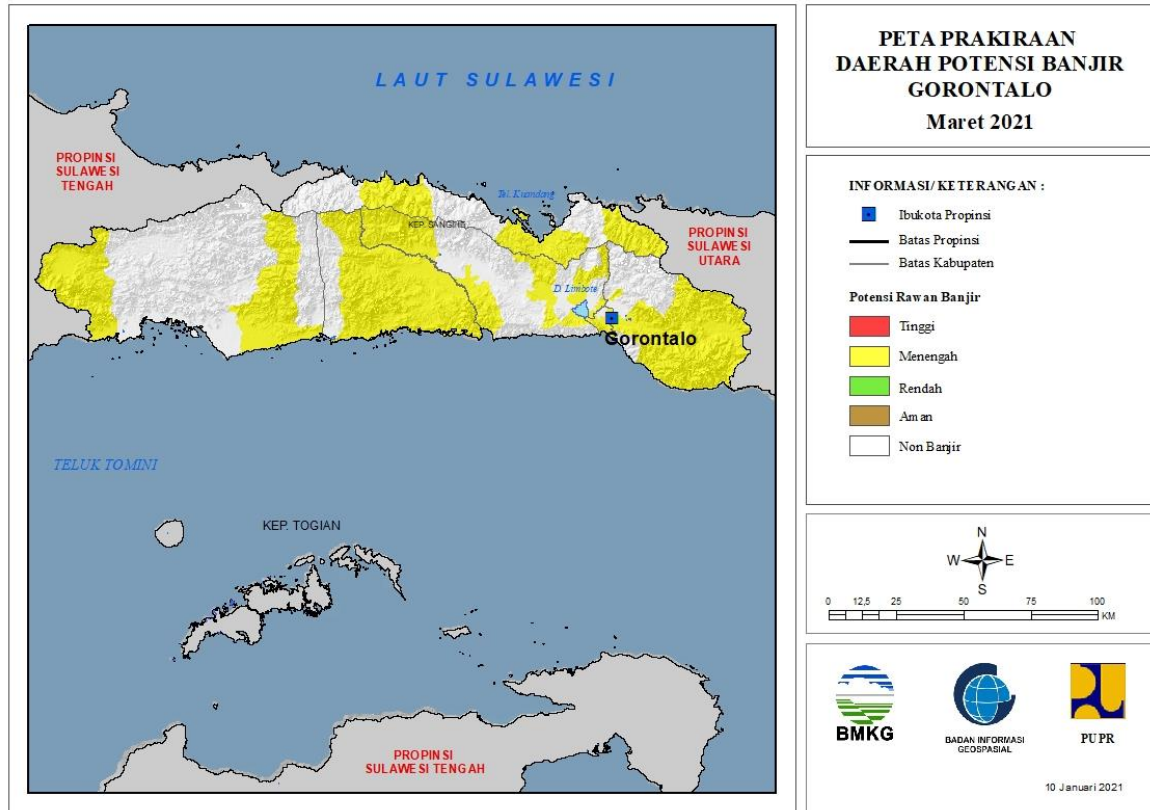 LAUT SULAWESI
PROPINSI
SULAWESI
TENGAH
Tel. Kuandang
KEP. SANGIHE
PROPINSI
SULAWESI
UTARA
D. Limboto
Gorontalo
TELUK TOMINI
KEP. TOGIAN
PROPINSI
SULAWESI TENGAH
PETA PRAKIRAAN
DAERAH POTENSI BANJIR
GORONTALO
Maret 2021
INFORMASI/ KETERANGAN :
Ibukota Propinsi
Batas Propinsi
Batas Kabupaten
Potensi Rawan Banjir
Tinggi
Menengah
Rendah
Aman
Non Banjir
N
W E
S
0 12,5 25 50 75 100
KM
BMKG
BADAN INFORMASI
GEOSPASIAL
PUPR
10 Januari 2021